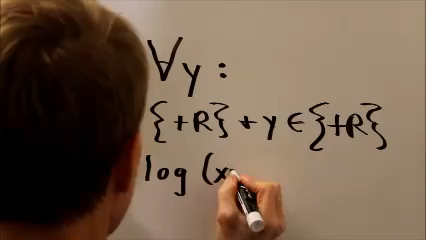 ∀y:
{+R} + y ∈ {+R}
log (x